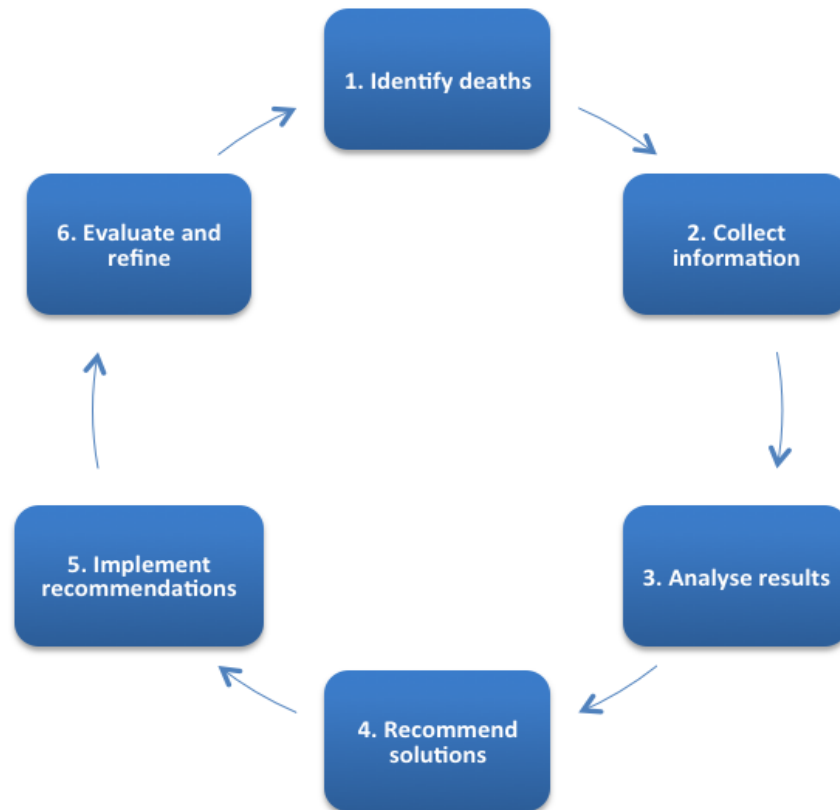 1. Identify deaths
2. Collect
information
3. Analyse results
4. Recommend
solutions
5. Implement
recommendations
6. Evaluate and
refine